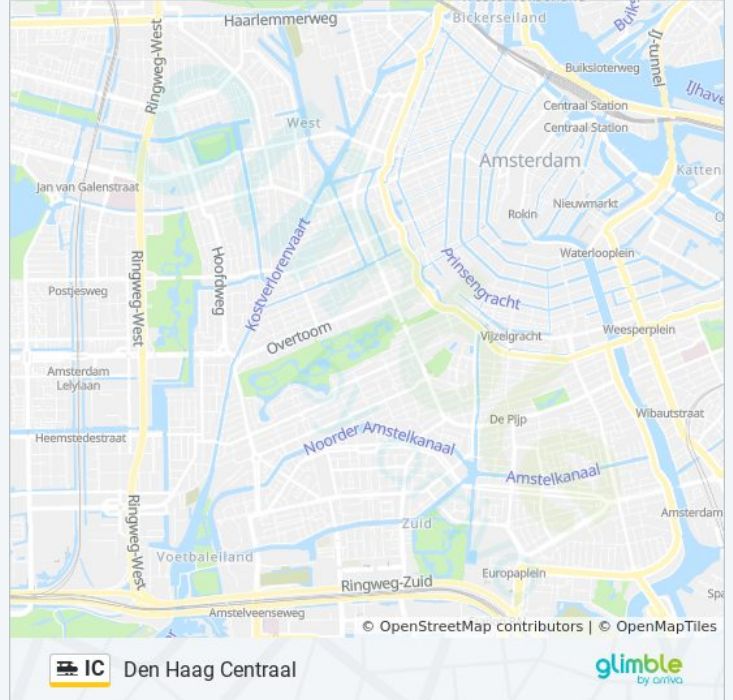 Haarlemmerweg
Bickerseiland
Buiks
IJ-tunnel
Ringweg-West
Buiksloterweg
IJhave
Centraal Station
West
Centraal Station
Amsterdam
Katten
Jan van Galenstraat
Nieuwmarkt
Rokin
O
Kostverlorenvaart
Waterlooplein
Hoofdweg
Prinsengracht
Postjesweg
Ringweg-West
Overtoom
Vijzelgracht
Weesperplein
Amsterdam
Lelylaan
De Pijp
Wibautstraat
Heemstedestraat
Noorder Amstelkanaal
Amstelkanaal
Amsterdam
Zuid
Ringweg-West
Voetbaleiland
Europaplein
Ringweg-Zuid
Spa
Amstelveenseweg
er
© OpenStreetMap contributors | © OpenMapTiles
IC Den Haag Centraal
glimble
by arriva